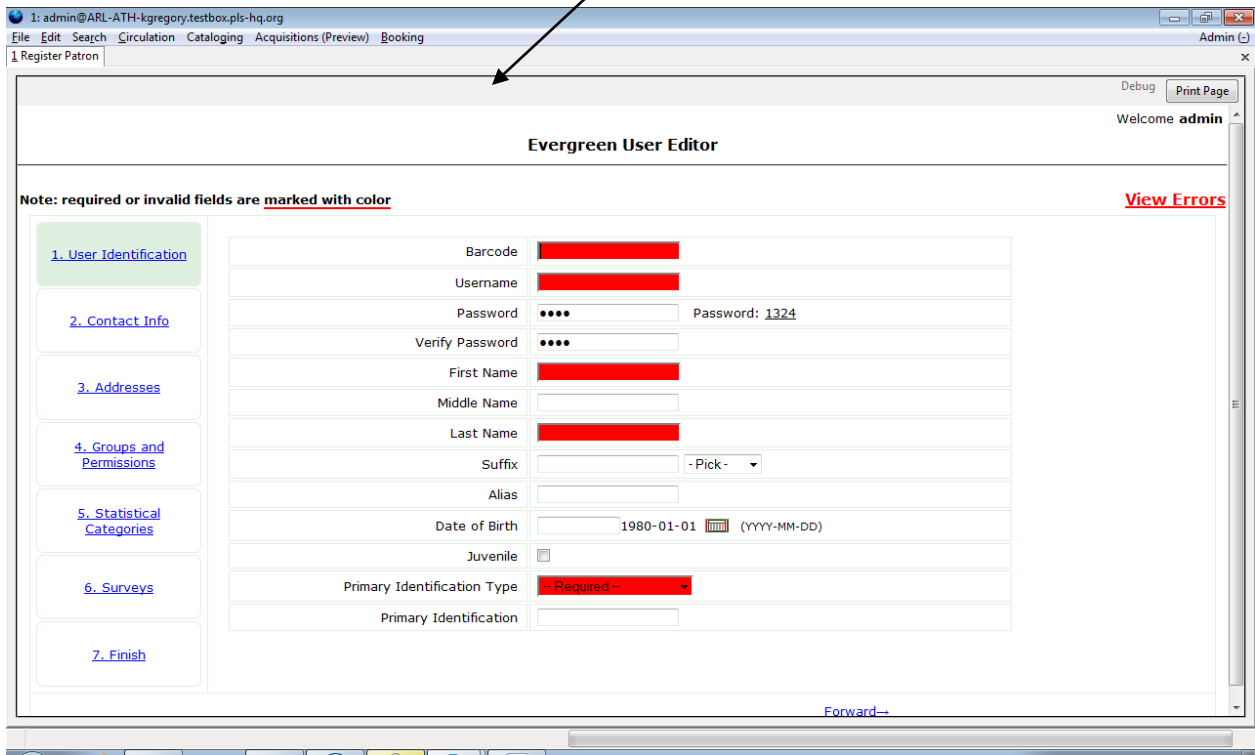 1: admin@ARL-ATH-kgregory.testbox.pls-hq.org
File Edit Search Circulation Cataloging Acquisitions (Preview) Booking Admin (-)
1 Register Patron x
Debug Print Page
Welcome admin
Evergreen User Editor
Note: required or invalid fields are marked with color View Errors
1. User Identification
2. Contact Info
3. Addresses
4. Groups and
Permissions
5. Statistical
Categories
6. Surveys
7. Finish
Barcode
Username
Password •••• Password: 1324
Verify Password ••••
First Name
Middle Name
Last Name
Suffix - Pick -
Alias
Date of Birth 1980-01-01 (YYYY-MM-DD)
Juvenile
Primary Identification Type -- Required --
Primary Identification
Forward→